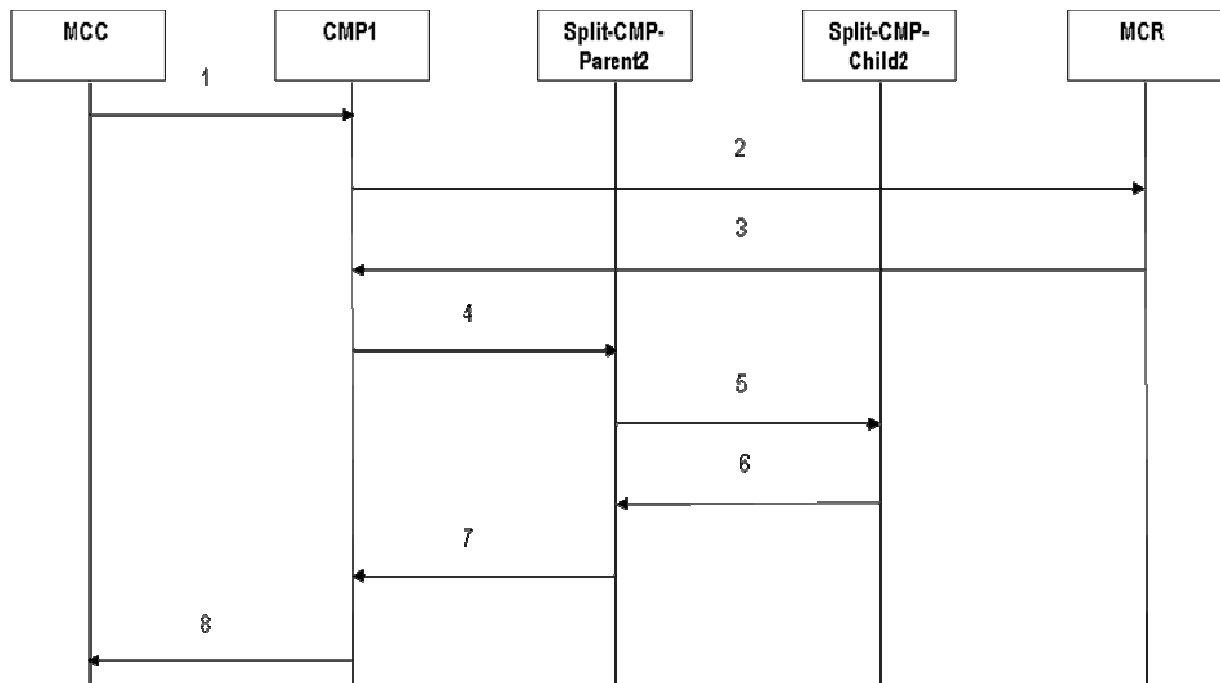 MCC
CMP1
Split-CMP-
Parent2
Split-CMP-
Child2
MCR
1
2
3
4
5
6
7
8